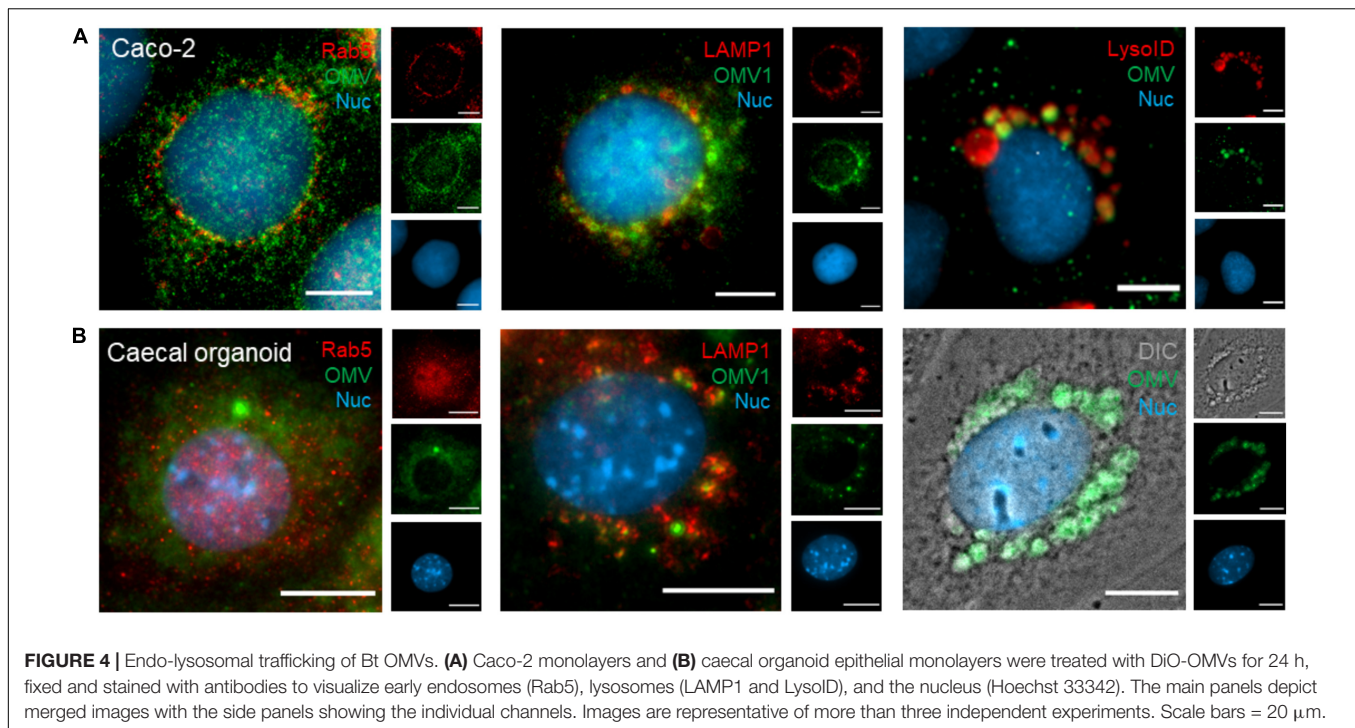 A
Caco-2
Rab5
OMV
Nuc
LAMP1
OMV1
Nuc
LysoID
OMV
Nuc
B
Caecal organoid
Rab5
OMV
Nuc
LAMP1
OMV1
Nuc
DIC
OMV
Nuc
FIGURE 4 | Endo-lysosomal trafficking of Bt OMVs. (A) Caco-2 monolayers and (B) caecal organoid epithelial monolayers were treated with DiO-OMVs for 24 h,
fixed and stained with antibodies to visualize early endosomes (Rab5), lysosomes (LAMP1 and LysoID), and the nucleus (Hoechst 33342). The main panels depict
merged images with the side panels showing the individual channels. Images are representative of more than three independent experiments. Scale bars = 20 μm.